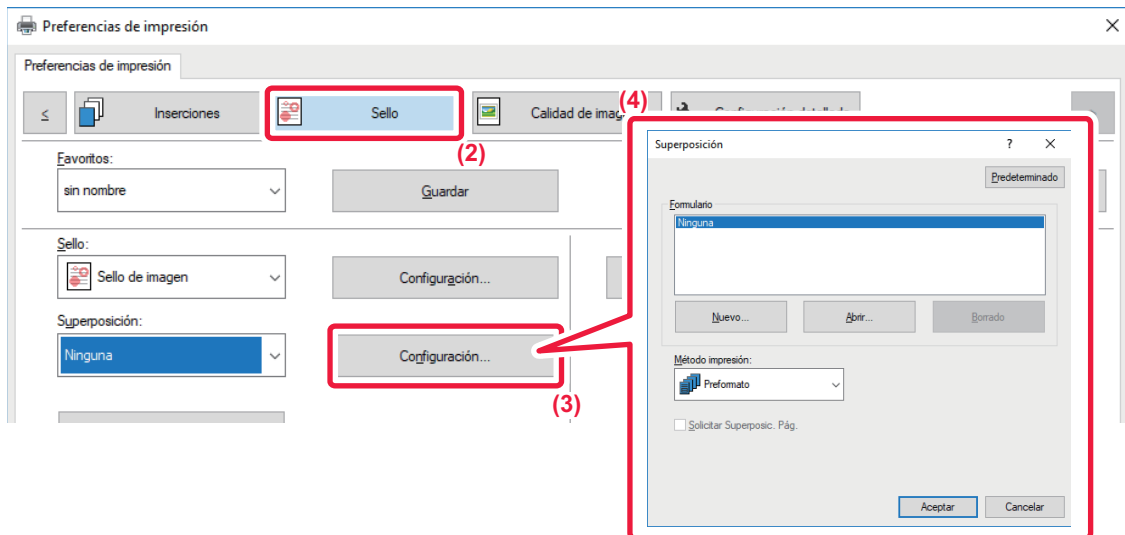 Preferencias de impresión
Preferencias de impresión
<
Inserciones
Sello
Calidad de imag
(4)
(2)
Favoritos:
sin nombre
Guardar
Sello:
Sello de imagen
Configuración...
Superposición:
Ninguna
Configuración...
(3)
Superposición
?
Predeterminado
Formulario
Ninguna
Nuevo...
Abrir...
Borrado
Método impresión:
Preformato
Solicitar Superposic. Pág.
Aceptar
Cancelar